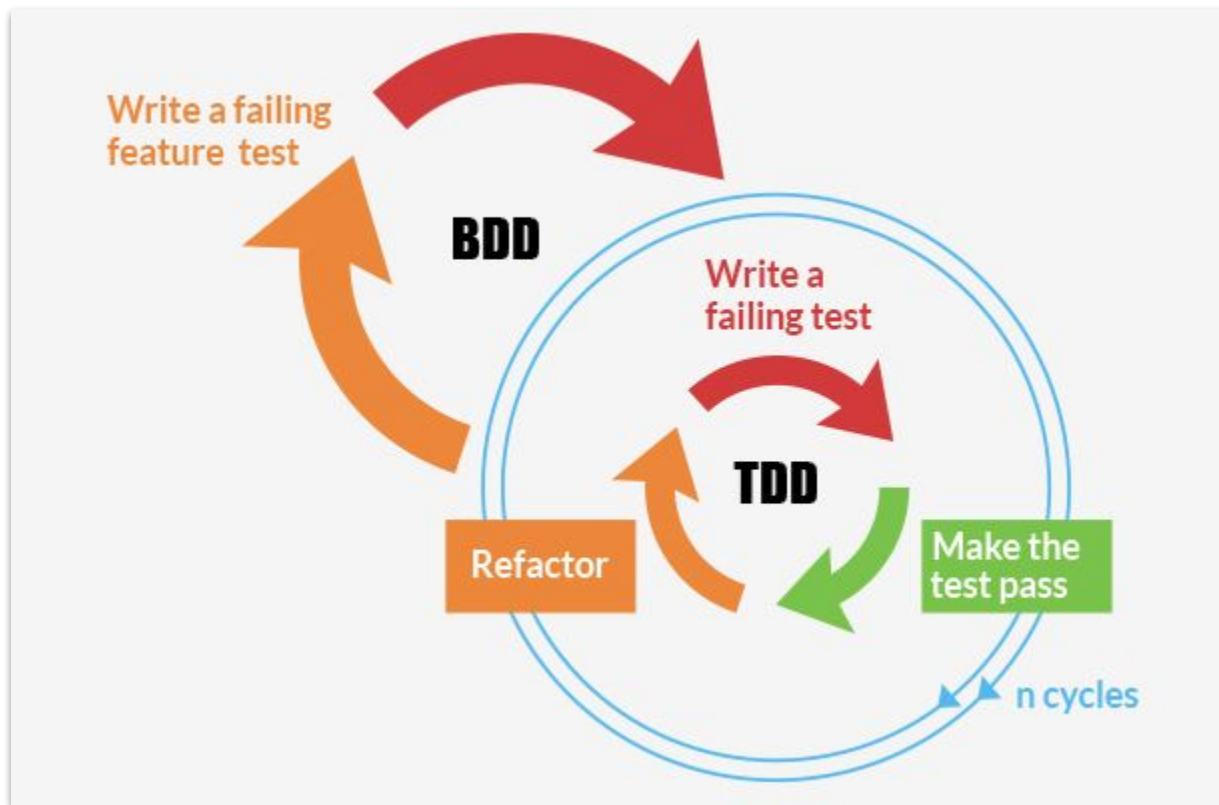 Write a failing
feature test
BDD
Write a
failing test
TDD
Refactor
Make the
test pass
n cycles